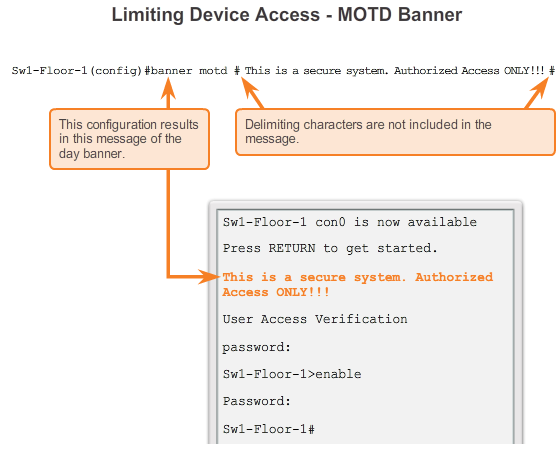 Limiting Device Access - MOTD Banner
Sw1-Floor-1(config)#banner motd # This is a secure system. Authorized Access ONLY!!! #
This configuration results
in this message of the
day banner.
Delimiting characters are not included in the
message.
Sw1-Floor-1 con0 is now available
Press RETURN to get started.
This is a secure system. Authorized
Access ONLY!!!
User Access Verification
password:
Sw1-Floor-1>enable
Password:
Sw1-Floor-1#